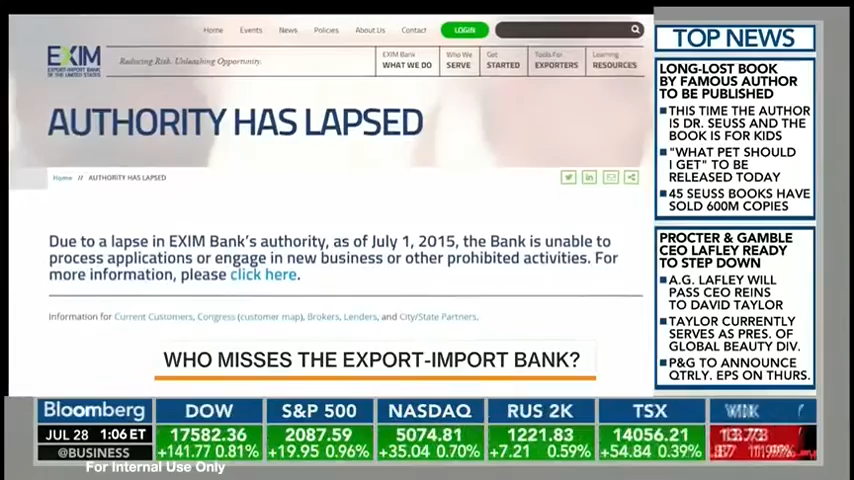 Home Events News Policies About Us Contact LOGIN
EXIM
EXPORT-IMPORT BANK
OF THE UNITED STATES
Reducing Risk. Unleashing Opportunity.
EXIM Bank
WHAT WE DO
Who We
SERVE
Get
STARTED
Tools For
EXPORTERS
Learning
RESOURCES
AUTHORITY HAS LAPSED
Home // AUTHORITY HAS LAPSED
Due to a lapse in EXIM Bank's authority, as of July 1, 2015, the Bank is unable to
process applications or engage in new business or other prohibited activities. For
more information, please click here.
Information for Current Customers, Congress (customer map), Brokers, Lenders, and City/State Partners.
WHO MISSES THE EXPORT-IMPORT BANK?
TOP NEWS
LONG-LOST BOOK
BY FAMOUS AUTHOR
TO BE PUBLISHED
THIS TIME THE AUTHOR
IS DR. SEUSS AND THE
BOOK IS FOR KIDS
"WHAT PET SHOULD
I GET" TO BE
RELEASED TODAY
45 SEUSS BOOKS HAVE
SOLD 600M COPIES
PROCTER & GAMBLE
CEO LAFLEY READY
TO STEP DOWN
A.G. LAFLEY WILL
PASS CEO REINS
TO DAVID TAYLOR
TAYLOR CURRENTLY
SERVES AS PRES. OF
GLOBAL BEAUTY DIV.
P&G TO ANNOUNCE
QTRLY. EPS ON THURS.
Bloomberg DOW S&P 500 NASDAQ RUS 2K TSX
JUL 28 1:06 ET 17582.36 2087.59 5074.81 1221.83 14056.21
@BUSINESS +141.77 0.81% +19.95 0.96% +35.04 0.70% +7.21 0.59% +54.84 0.39%
For Internal Use Only